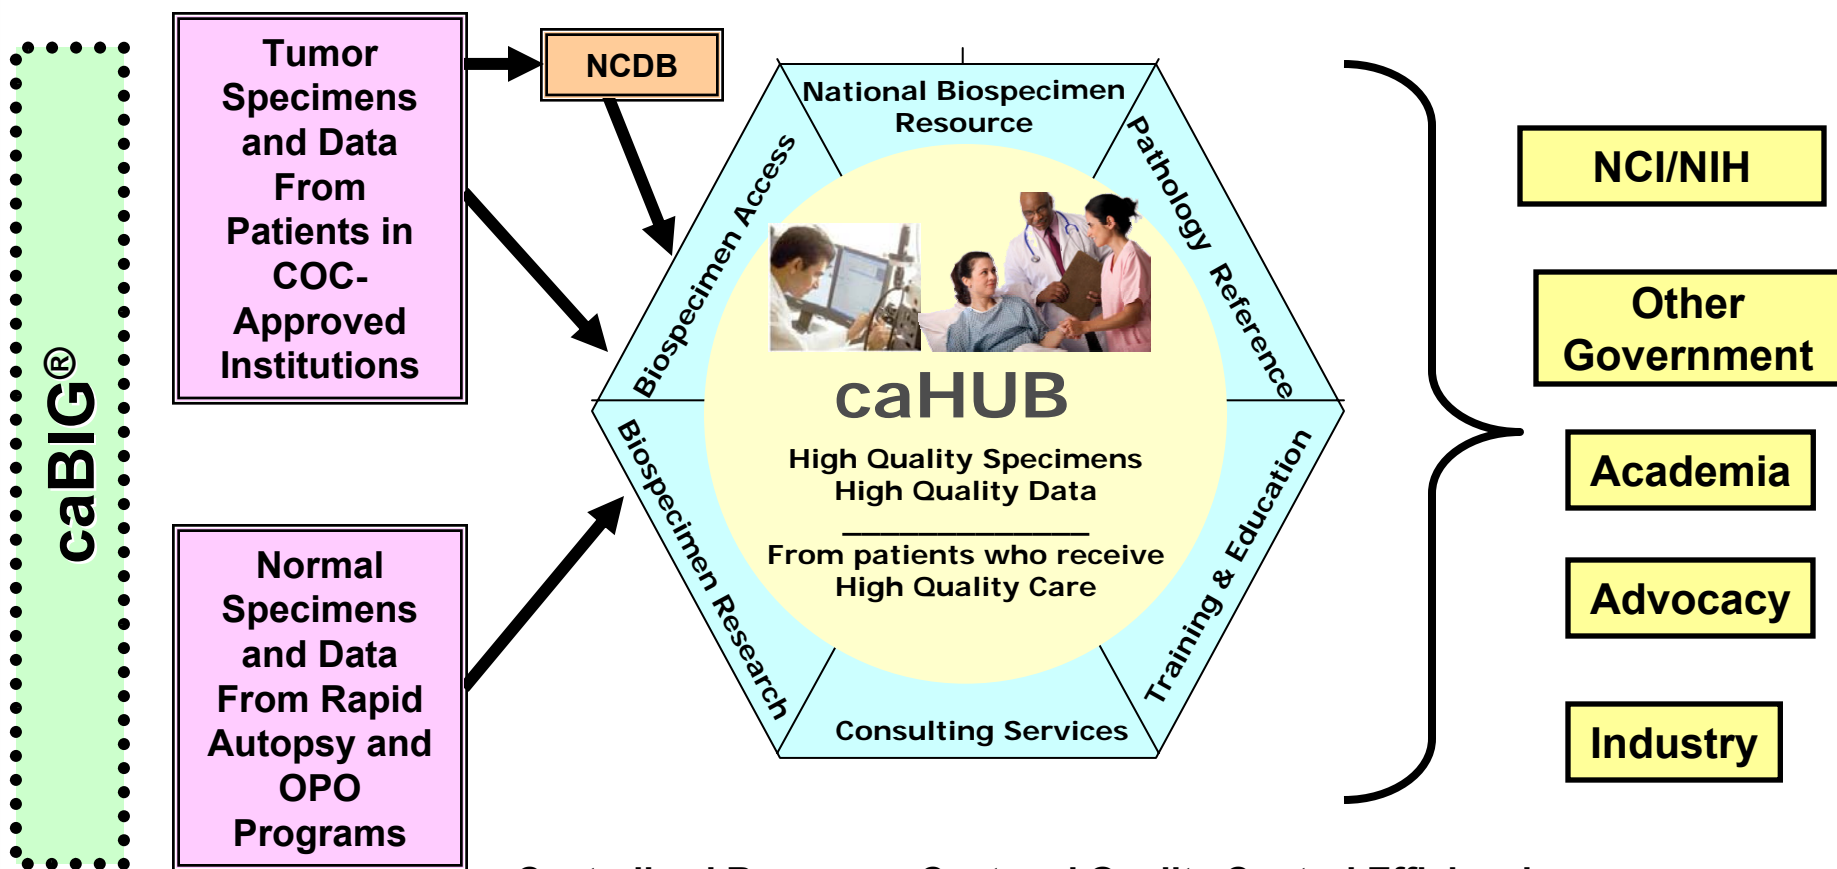 caBIG®
Tumor
Specimens
and Data
From
Patients in
COC-
Approved
Institutions
NCDB
Normal
Specimens
and Data
From Rapid
Autopsy and
OPO
Programs
National Biospecimen
Resource
Biospecimen Access
Pathology Reference
Biospecimen Research
Training & Education
Consulting Services
caHUB
High Quality Specimens
High Quality Data
From patients who receive
High Quality Care
NCI/NIH
Other
Government
Academia
Advocacy
Industry